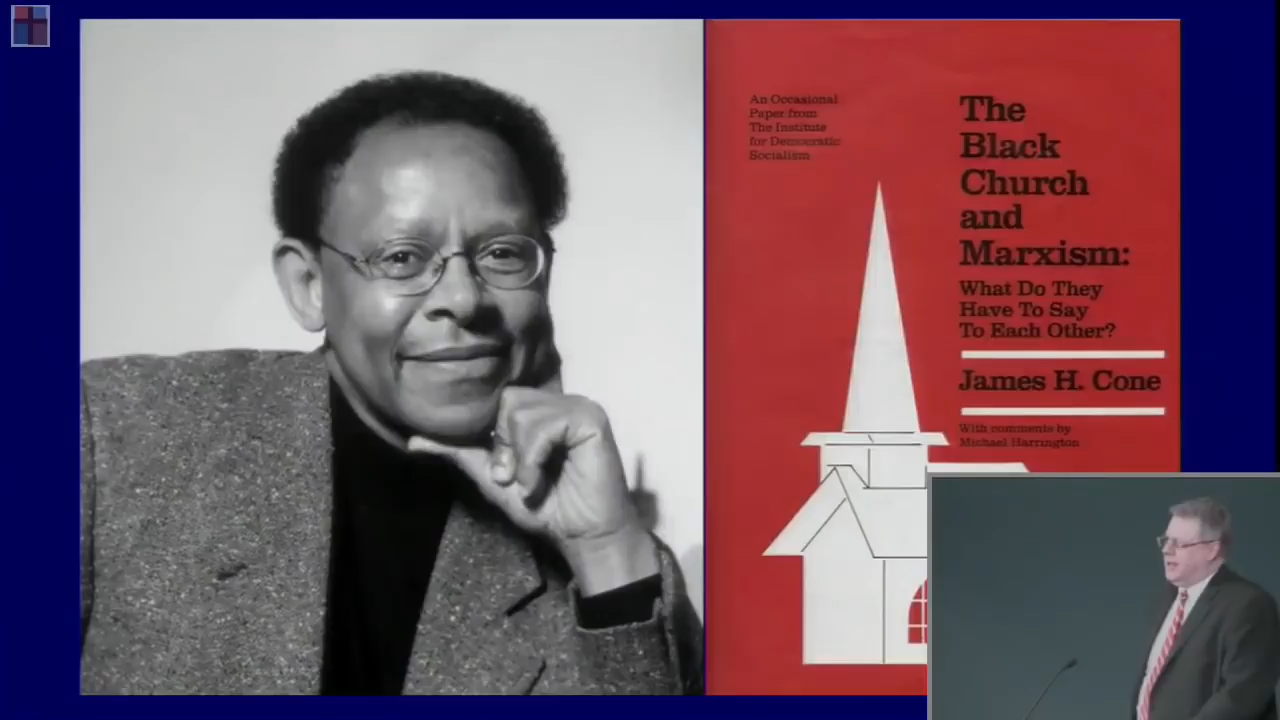 An Occasional
Paper from
The Institute
for Democratic
Socialism
The
Black
Church
and
Marxism:
What Do They
Have To Say
To Each Other?
James H. Cone
With comments by
Michael Harrington